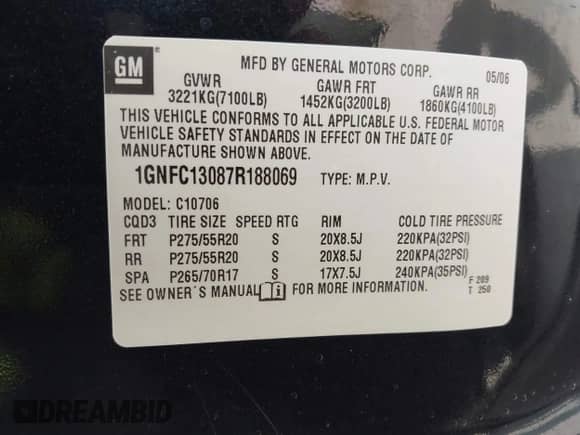 GM ®
MFD BY GENERAL MOTORS CORP. 05/06
GVWR GAWR FRT GAWR RR
3221KG(7100LB) 1452KG(3200LB) 1860KG(4100LB)
THIS VEHICLE CONFORMS TO ALL APPLICABLE U.S. FEDERAL MOTOR
VEHICLE SAFETY STANDARDS IN EFFECT ON THE DATE OF
MANUFACTURE SHOWN ABOVE.
1GNFC13087R188069 TYPE: M.P.V.
MODEL: C10706
CQD3 TIRE SIZE SPEED RTG RIM COLD TIRE PRESSURE
FRT P275/55R20 S 20X8.5J 220KPA(32PSI)
RR P275/55R20 S 20X8.5J 220KPA(32PSI)
SPA P265/70R17 S 17X7.5J 240KPA(35PSI)
SEE OWNER'S MANUAL i FOR MORE INFORMATION.
F 209
T 250
DREAMBID